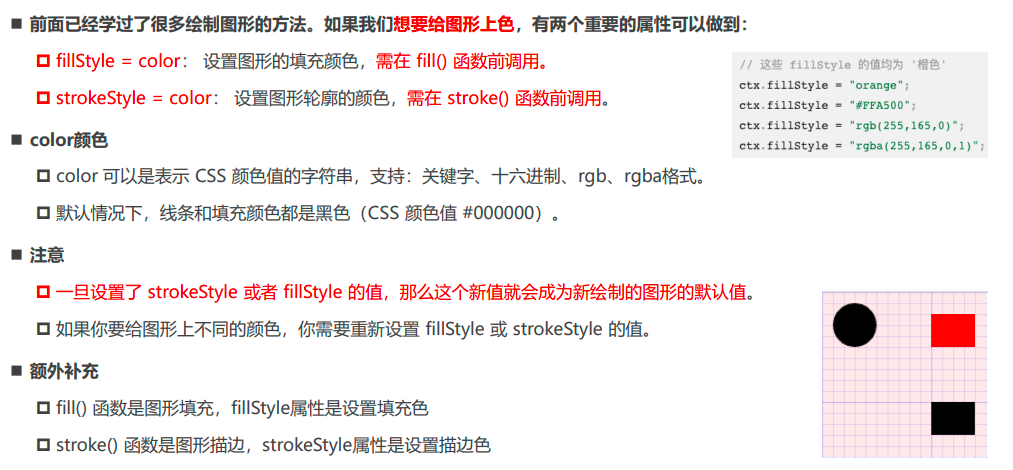 前面已经学过了很多绘制图形的方法。如果我们想要给图形上色，有两个重要的属性可以做到：
fillStyle = color： 设置图形的填充颜色，需在 fill() 函数前调用。
strokeStyle = color： 设置图形轮廓的颜色，需在 stroke() 函数前调用。
// 这些 fillStyle 的值均为 '橙色'
ctx.fillStyle = "orange";
ctx.fillStyle = "#FFA500";
ctx.fillStyle = "rgb(255,165,0)";
ctx.fillStyle = "rgba(255,165,0,1)";
color颜色
color 可以是表示 CSS 颜色值的字符串，支持：关键字、十六进制、rgb、rgba格式。
默认情况下，线条和填充颜色都是黑色（CSS 颜色值 #000000）。
注意
一旦设置了 strokeStyle 或者 fillStyle 的值，那么这个新值就会成为新绘制的图形的默认值。
如果你要给图形上不同的颜色，你需要重新设置 fillStyle 或 strokeStyle 的值。
额外补充
fill() 函数是图形填充，fillStyle属性是设置填充色
stroke() 函数是图形描边，strokeStyle属性是设置描边色